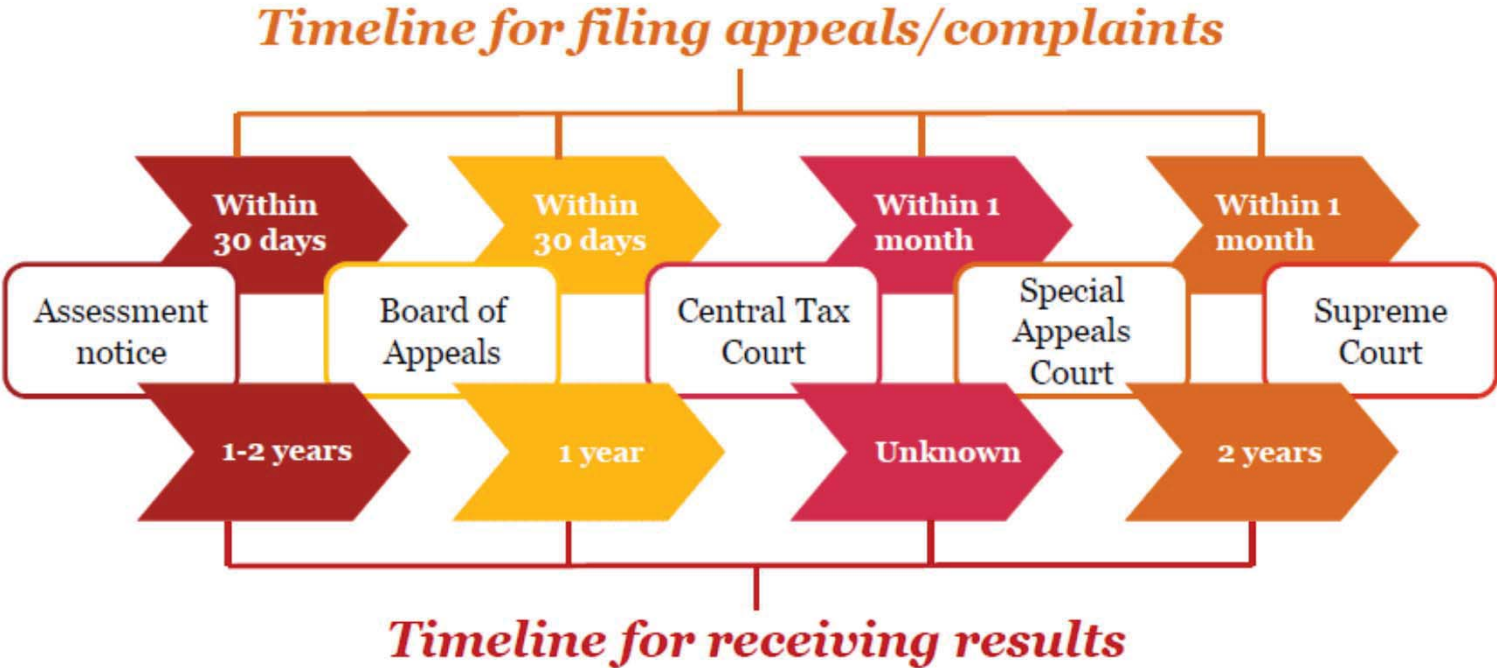 Timeline for filing appeals/complaints
Within
30 days
Within
30 days
Within 1
month
Within 1
month
Assessment
notice
Board of
Appeals
Central Tax
Court
Special
Appeals
Court
Supreme
Court
1-2 years
1 year
Unknown
2 years
Timeline for receiving results